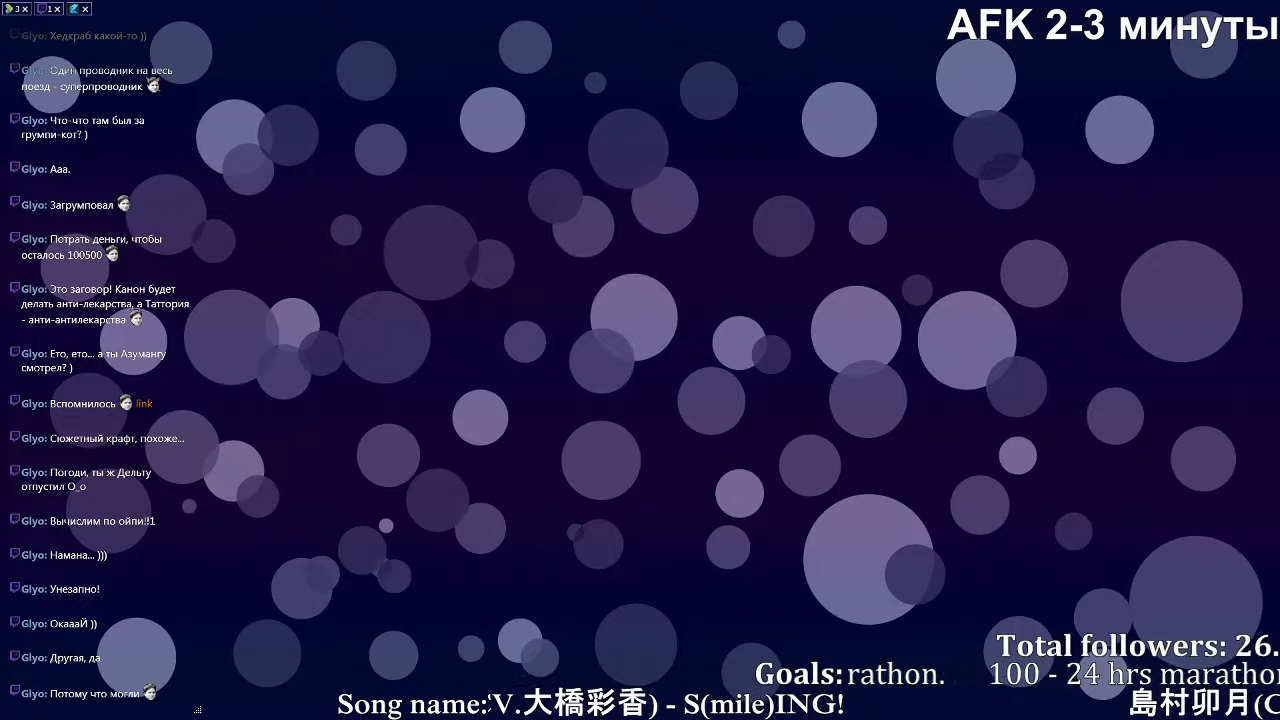 3 x 1 x x
AFK 2-3 минуты
Glyo: Хедкраб какой-то ))
Glyo: Один проводник на весь
поезд - суперпроводник
Glyo: Что-что там был за
грумпи-кот? )
Glyo: Ааа.
Glyo: Загрумповал
Glyo: Потрать деньги, чтобы
осталось 100500
Glyo: Это заговор! Канон будет
делать анти-лекарства, а Таттория
- анти-антилекарства
Glyo: Ето, ето... а ты Азумангу
смотрел? )
Glyo: Вспомнилось link
Glyo: Сюжетный крафт, похоже...
Glyo: Погоди, ты ж Дельту
отпустил О_о
Glyo: Вычислим по ойпи!!1
Glyo: Намана... )))
Glyo: Унезапно!
Glyo: ОкаааЙ ))
Glyo: Другая, да
Glyo: Потому что могли
Total followers: 26.
Goals: rathon. 100 - 24 hrs maratho
Song name: V.大橋彩香) - S(mile)ING! 島村卯月(C